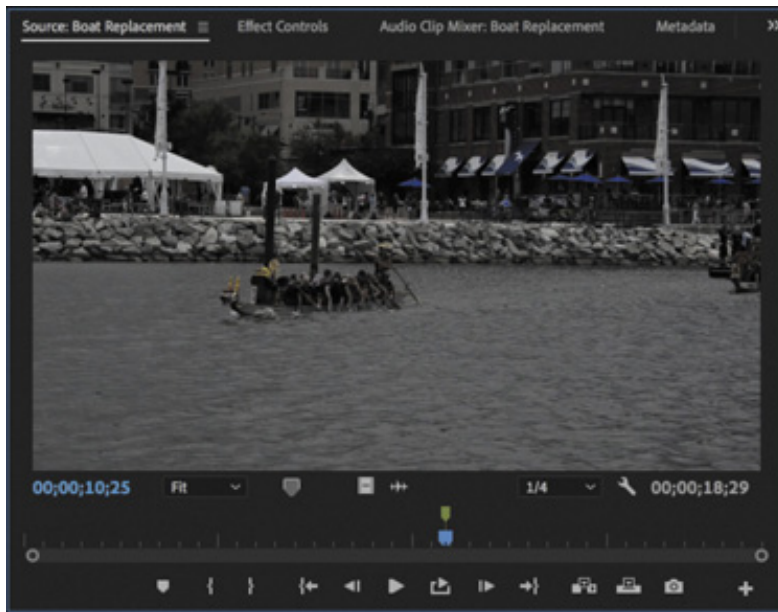 Source: Boat Replacement Effect Controls Audio Clip Mixer: Boat Replacement Metadata
00;00;10;25 Fit 1/4 00;00;18;29